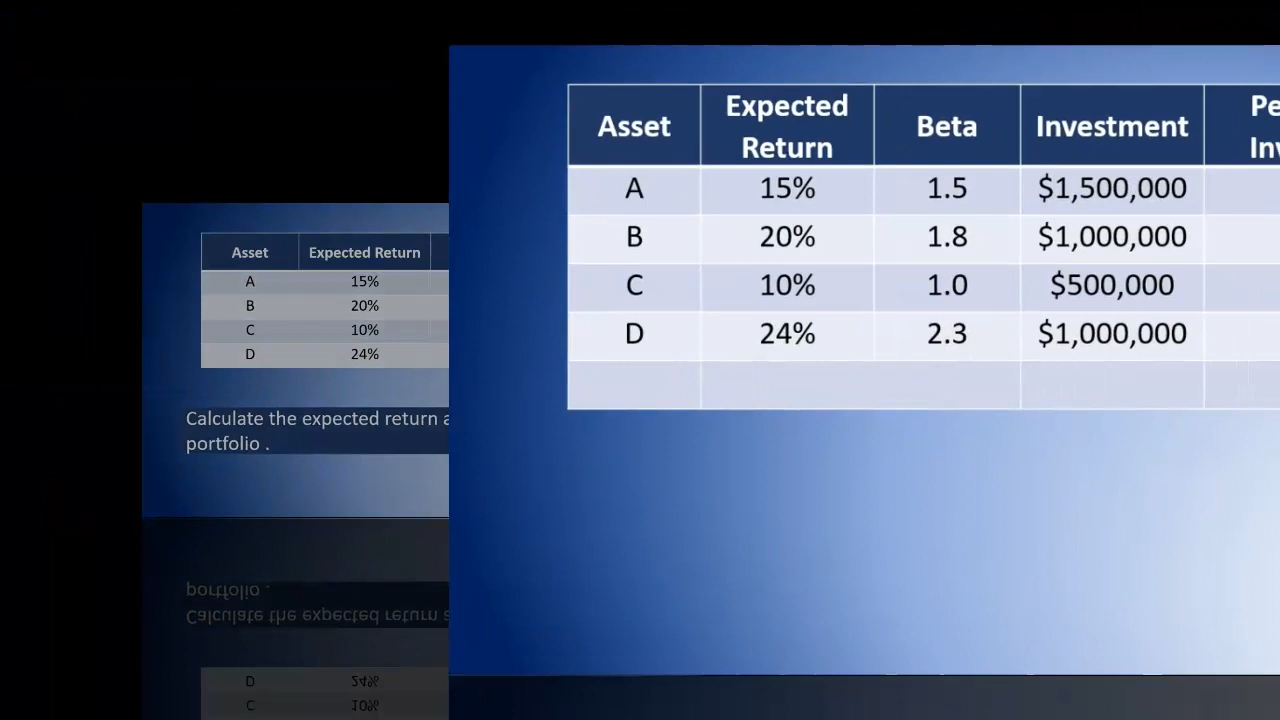 Asset Expected Return
A 15%
B 20%
C 10%
D 24%
Calculate the expected return
portfolio .
Asset Expected Return Beta Investment
A 15% 1.5 $1,500,000
B 20% 1.8 $1,000,000
C 10% 1.0 $500,000
D 24% 2.3 $1,000,000